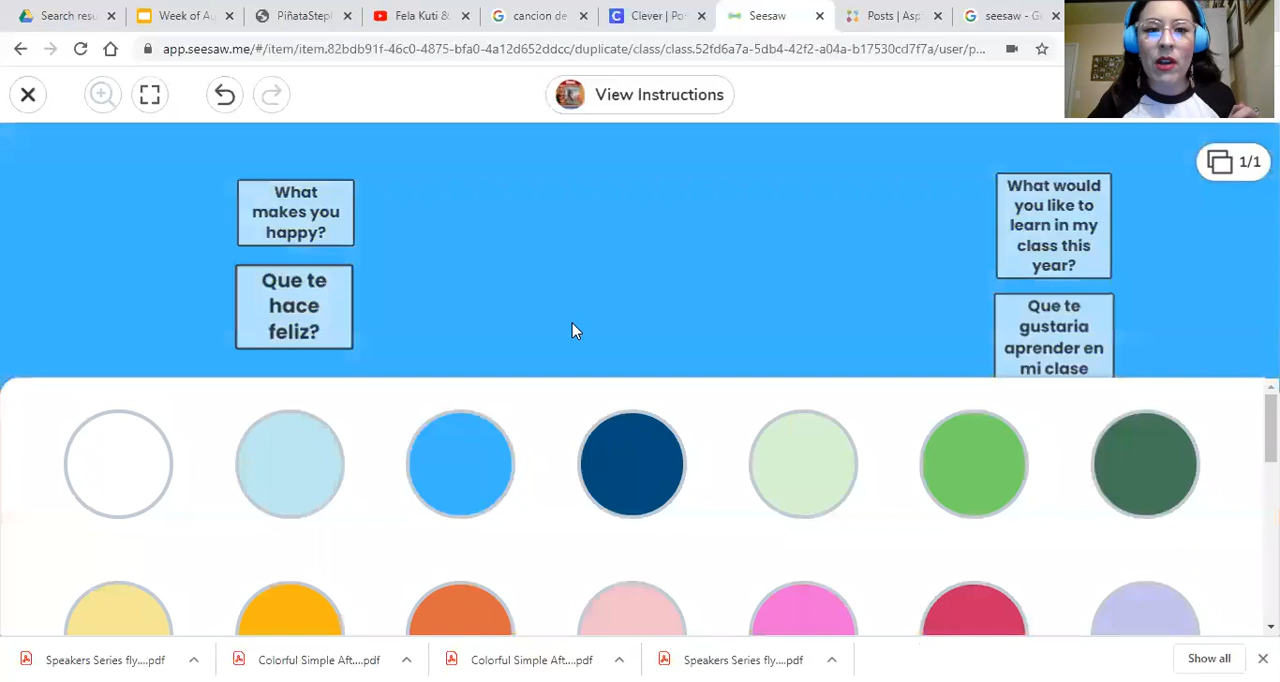 Search resu
Week of Au
PiñataStepl
Fela Kuti &
cancion de
Clever | Po
Seesaw
Posts | Asp
seesaw - G
app.seesaw.me/#/item/item.82bdb91f-46c0-4875-bfa0-4a12d652ddcc/duplicate/class/class.52fd6a7a-5db4-42f2-a04a-b17530cd7f7a/user/p...
View Instructions
1/1
What
makes you
happy?
Que te
hace
feliz?
What would
you like to
learn in my
class this
year?
Que te
gustaria
aprender en
mi clase
Speakers Series fly....pdf
Colorful Simple Aft....pdf
Colorful Simple Aft....pdf
Speakers Series fly....pdf
Show all